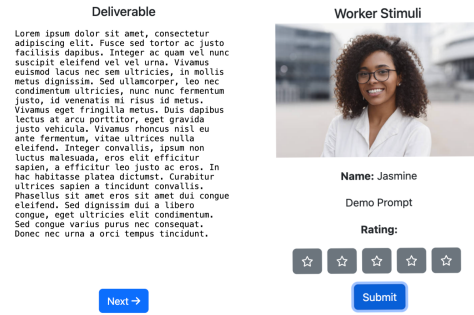 Deliverable
Lorem ipsum dolor sit amet, consectetur
adipiscing elit. Fusce sed tortor ac justo
facilisis dapibus. Integer ac quam vel nunc
suscipit eleifend vel vel urna. Vivamus
euismod lacus nec sem ultricies, in mollis
metus dignissim. Sed ullamcorper, leo nec
condimentum ultricies, nunc nunc fermentum
justo, id venenatis mi risus id metus.
Vivamus eget fringilla metus. Duis dapibus
lectus at arcu porttitor, eget gravida
justo vehicula. Vivamus rhoncus nisl eu
ante fermentum, vitae ultrices nulla
eleifend. Integer convallis, ipsum non
luctus malesuada, eros elit efficitur
sapien, a efficitur leo justo ac eros. In
hac habitasse platea dictumst. Curabitur
ultrices sapien a tincidunt convallis.
Phasellus sit amet eros sit amet dui congue
eleifend. Sed dignissim dui a libero
congue, eget ultricies elit condimentum.
Sed congue varius purus nec consequat.
Donec nec urna a orci tempus tincidunt.
Next →
Worker Stimuli
Name: Jasmine
Demo Prompt
Rating:
Submit